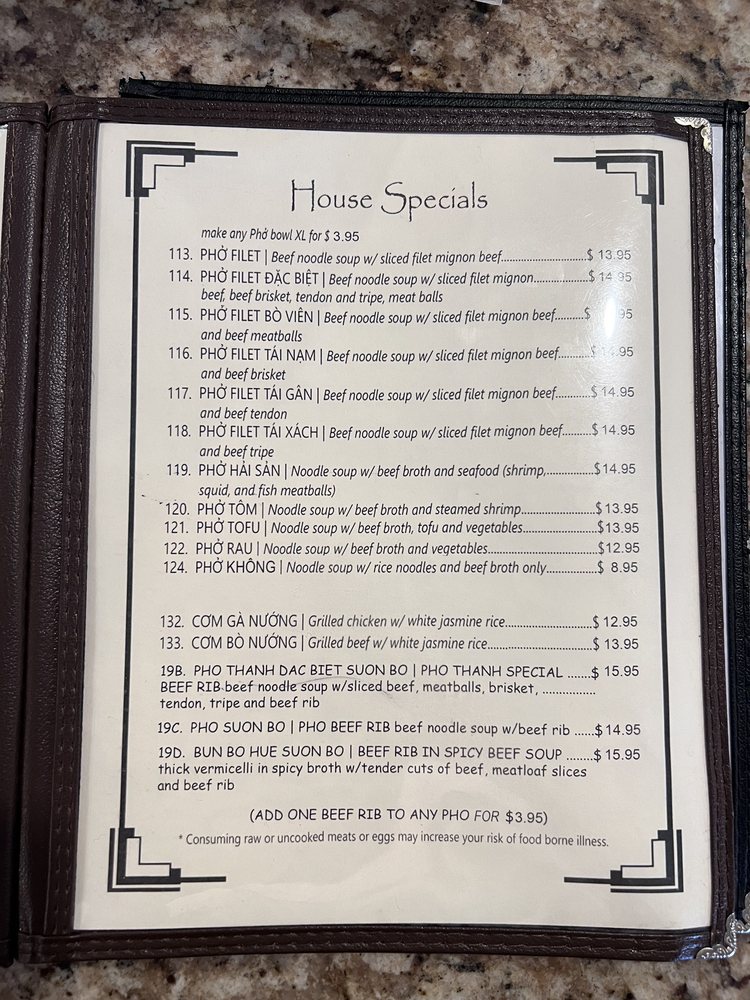 House Specials
make any Phở bowl XL for $ 3.95
113. PHỞ FILET | Beef noodle soup w/ sliced filet mignon beef..............................$ 13.95
114. PHỞ FILET ĐẶC BIỆT | Beef noodle soup w/ sliced filet mignon...............$ 14.95
beef, beef brisket, tendon and tripe, meat balls
115. PHỞ FILET BÒ VIÊN | Beef noodle soup w/ sliced filet mignon beef..........$ 95
and beef meatballs
116. PHỞ FILET TÁI NẠM | Beef noodle soup w/ sliced filet mignon beef..........$ 14.95
and beef brisket
117. PHỞ FILET TÁI GÂN | Beef noodle soup w/ sliced filet mignon beef............$ 14.95
and beef tendon
118. PHỞ FILET TÁI XÁCH | Beef noodle soup w/ sliced filet mignon beef..........$ 14.95
and beef tripe
119. PHỞ HẢI SẢN | Noodle soup w/ beef broth and seafood (shrimp,...............$14.95
squid, and fish meatballs)
120. PHỞ TÔM | Noodle soup w/ beef broth and steamed shrimp...........................$13.95
121. PHỞ TOFU | Noodle soup w/ beef broth, tofu and vegetables..........................$13.95
122. PHỞ RAU | Noodle soup w/ beef broth and vegetables...................................$12.95
124. PHỞ KHÔNG | Noodle soup w/ rice noodles and beef broth only.................$ 8.95
132. CƠM GÀ NƯỚNG | Grilled chicken w/ white jasmine rice............................$ 12.95
133. CƠM BÒ NƯỚNG | Grilled beef w/ white jasmine rice.................................$ 13.95
19B. PHO THANH DAC BIET SUON BO | PHO THANH SPECIAL .......$ 15.95
BEEF RIB beef noodle soup w/sliced beef, meatballs, brisket, ................
tendon, tripe and beef rib
19C. PHO SUON BO | PHO BEEF RIB beef noodle soup w/beef rib ......$14.95
19D. BUN BO HUE SUON BO | BEEF RIB IN SPICY BEEF SOUP ........$ 15.95
thick vermicelli in spicy broth w/tender cuts of beef, meatloaf slices
and beef rib
(ADD ONE BEEF RIB TO ANY PHO FOR $3.95)
* Consuming raw or uncooked meats or eggs may increase your risk of food borne illness.